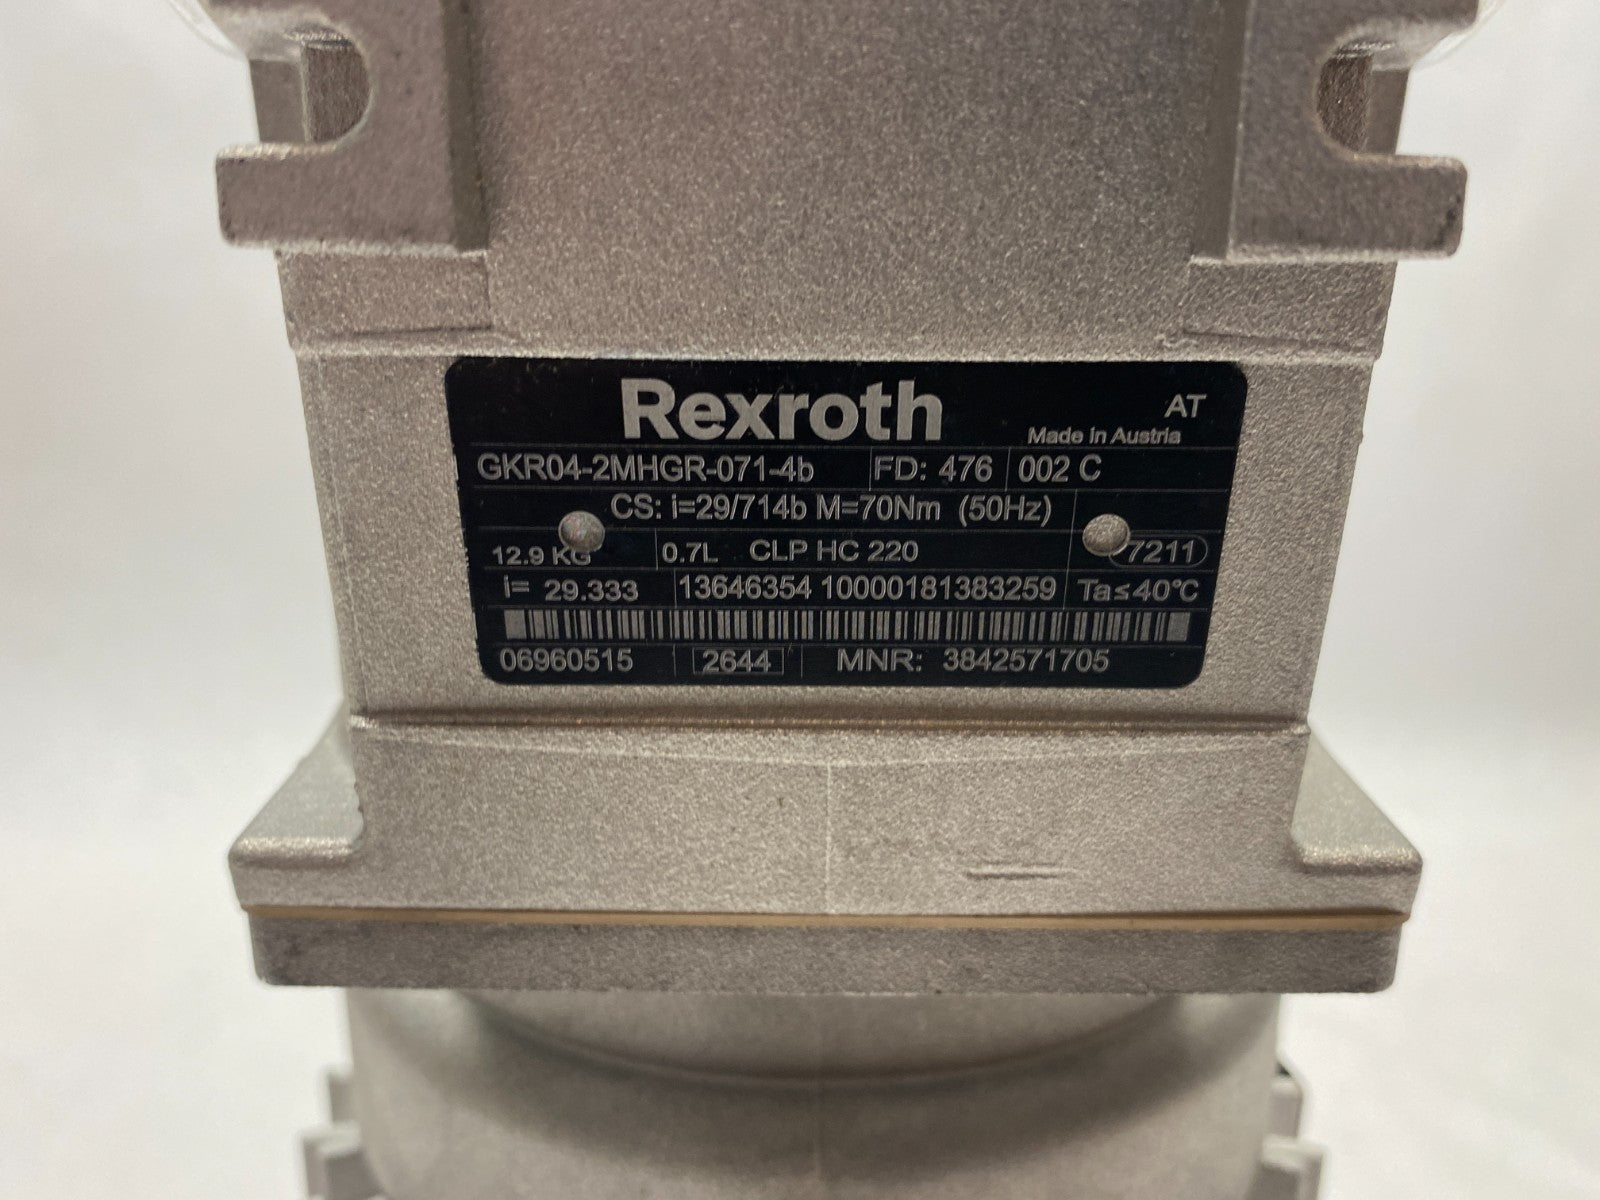 Rexroth
AT
Made in Austria
GKR04-2MHGR-071-4b FD: 476 002 C
CS: i=29/714b M=70Nm (50Hz)
12.9 KG 0.7L CLP HC 220 7211
i= 29.333 13646354 10000181383259 Ta≤40°C
06960515 2644 MNR: 3842571705